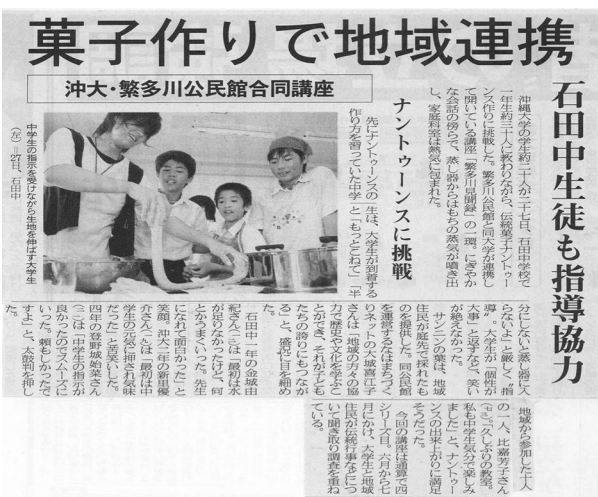 菓子作りで地域連携
沖大・繁多川公民館合同講座
石田中生徒も指導協力
ナントゥーンスに挑戦
沖縄大学の学生約二十人が二十七日、石田中学校で
一年生約三十人に教わりながら、伝統菓子ナントゥー
ンス作りに挑戦した。繁多川公民館と同大学が連携し
て開いている講座「繁多川見聞録」の一環。にぎやか
な会話の傍らで、蒸し器からはもちの蒸気が噴き出
し、家庭科室は熱気に包まれた。
先にナントゥーンスの
作り方を習っていた中学
一生は、大学生が到着する
と「もっとこねて」「半
中学生の指示を受けながら生地を伸ばす大学生
（左）＝27日、石田中
分にしないと蒸し器に入
らないよ」と厳しく〝指
導〟。大学生が「個性が
大事」と返すなど、笑い
が絶えなかった。
サンニンの葉は、地域
住民が庭先で採れたも
のを提供した。同公民館
を運営するなはまちづく
りネットの大城喜江子
さんは「地域の方々の協
力で歴史や文化を学ぶこ
とができ、それが子ども
たちの誇りにもつなが
る」と、盛況に目を細め
た。
石田中一年の金城由
紀さん（一三）は「最初は水
が足りなかったけど、何
とかうまくいった。先生
になれて面白かった」と
笑顔。沖大二年の新里優
介さん（一九）は「最初は中
学生の元気に押され気味
だった」と苦笑いした。
四年の登野城始菜さん
（二二）は「中学生の指示が
良かったのでスムーズに
いった。頼もしかったで
すよ」と、太鼓判を押し
た。
地域から参加した十人
の一人、比嘉芳子さん
「久しぶりの教室。
私も中学生気分で楽しみ
ました」と、ナントゥー
ンスの出来上がりに満足
そうだった。
今回の講座は通算で四
シリーズ目。六月から七
月にかけ、大学生と地域
住民が伝統行事などにつ
いて聞き取り調査を重ね
ている。